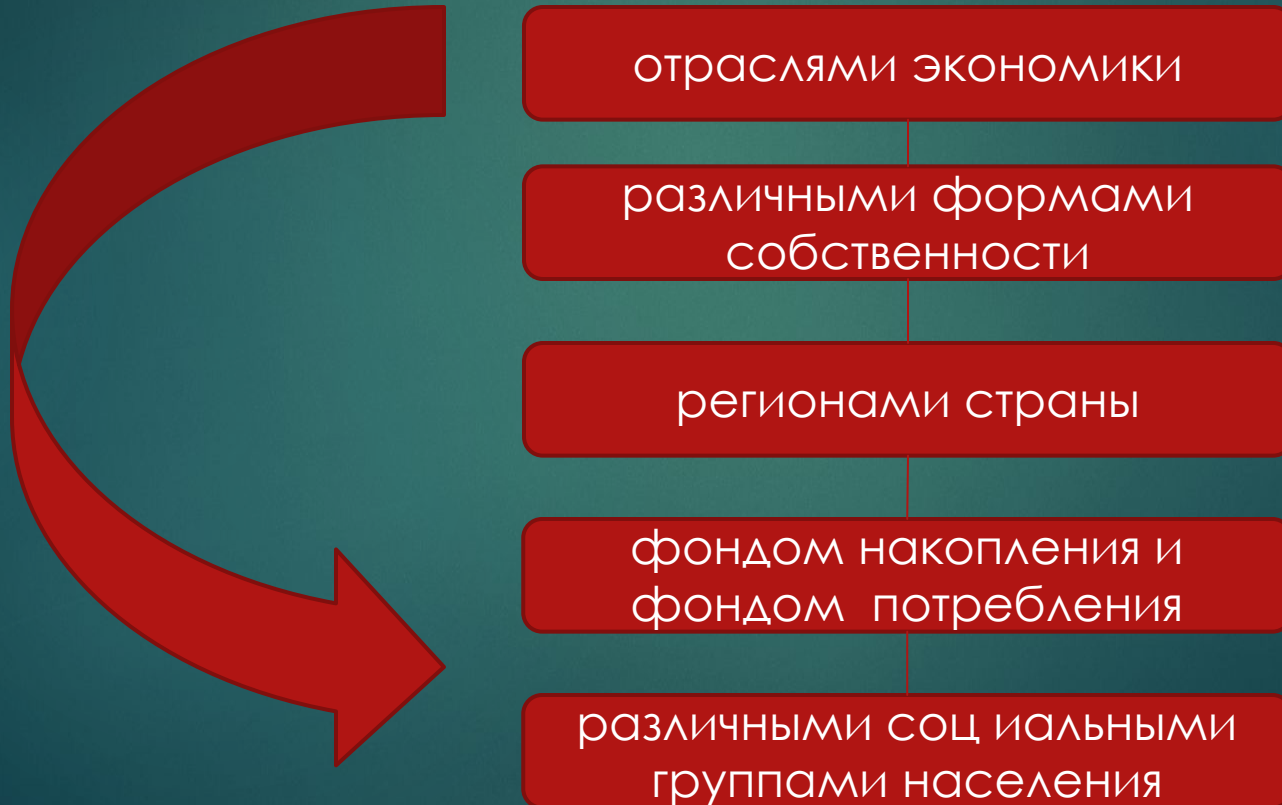 отраслями экономики
различными формами
собственности
регионами страны
фондом накопления и
фондом  потребления
различными соц иальными
группами населения